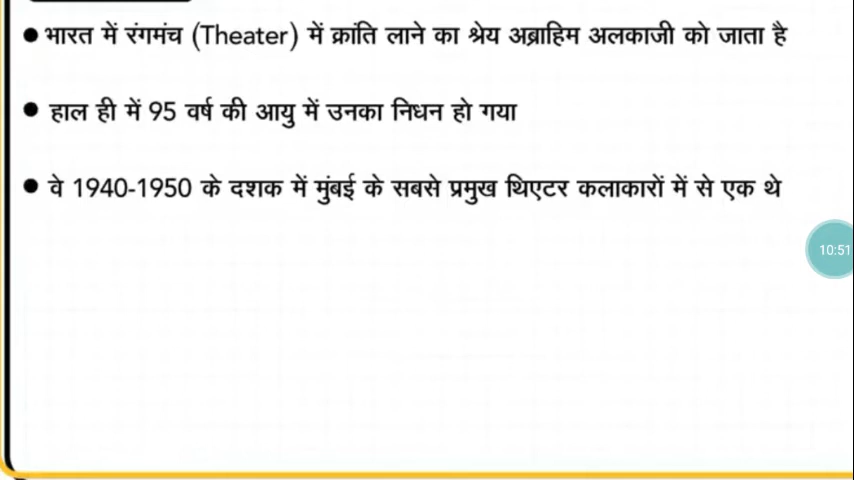 ● भारत में रंगमंच (Theater) में क्रांति लाने का श्रेय अब्राहिम अलकाजी को जाता है
● हाल ही में 95 वर्ष की आयु में उनका निधन हो गया
● वे 1940-1950 के दशक में मुंबई के सबसे प्रमुख थिएटर कलाकारों में से एक थे
10:51